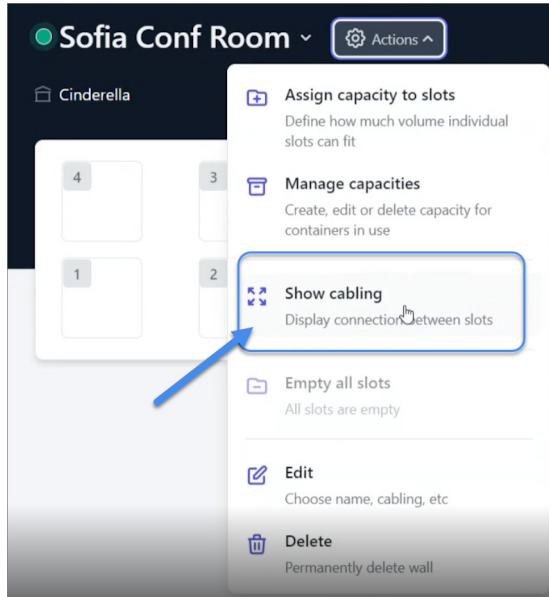 Sofia Conf Room
Actions
Cinderella
4
3
1
2
Assign capacity to slots
Define how much volume individual
slots can fit
Manage capacities
Create, edit or delete capacity for
containers in use
Show cabling
Display connection between slots
Empty all slots
All slots are empty
Edit
Choose name, cabling, etc
Delete
Permanently delete wall